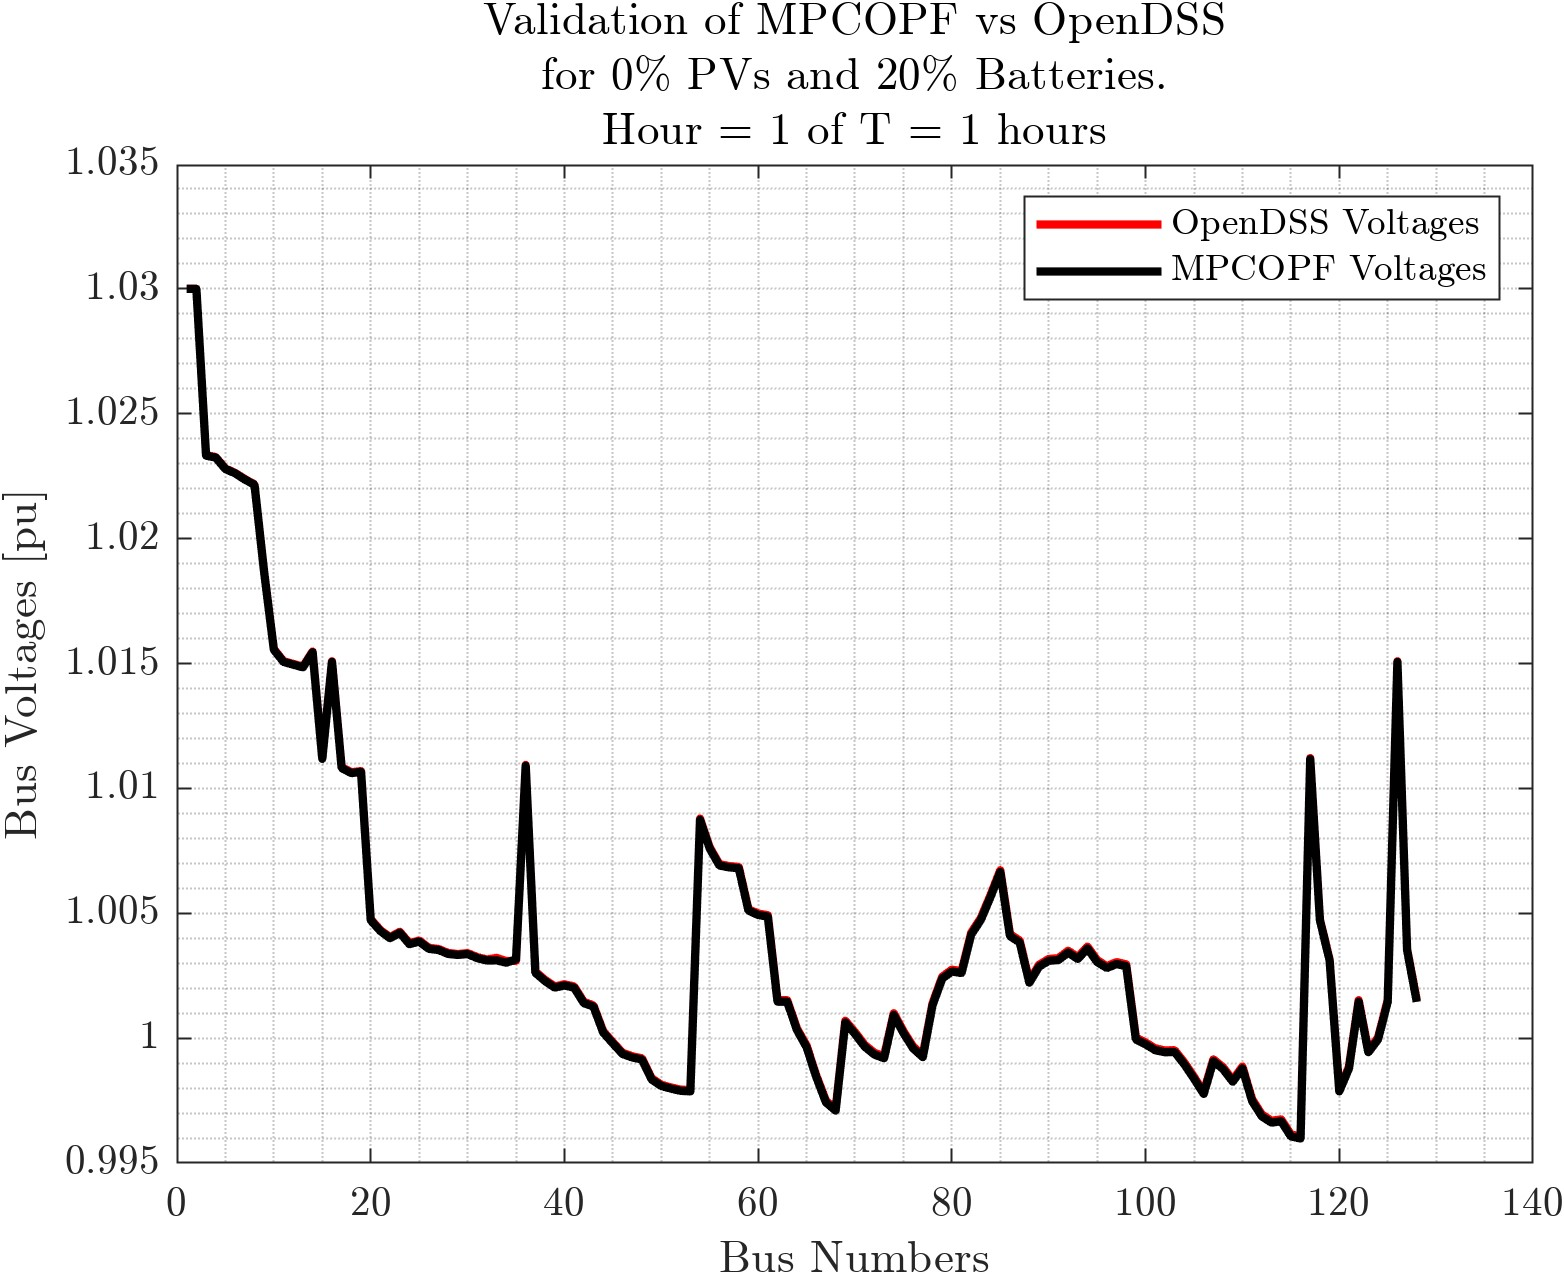 Validation of MPCOPF vs OpenDSS
for 0% PVs and 20% Batteries.
Hour = 1 of T = 1 hours
OpenDSS Voltages
MPCOPF Voltages
Bus Voltages [pu]
1.035
1.03
1.025
1.02
1.015
1.01
1.005
1
0.995
0 20 40 60 80 100 120 140
Bus Numbers